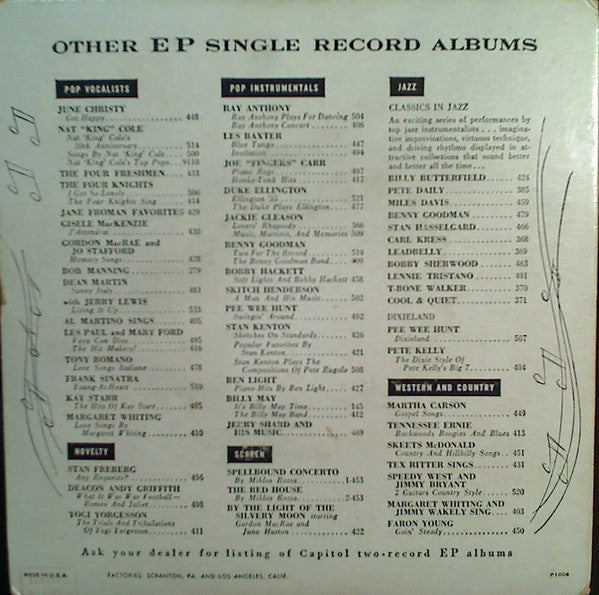 OTHER EP SINGLE RECORD ALBUMS
POP VOCALISTS
JUNE CHRISTY
Get Happy 448
NAT "KING" COLE
Nat "King" Cole's
10th Anniversary 514
Songs By Nat "King" Cole 500
Nat "King" Cole's Top Pops 9110
THE FOUR FRESHMEN 433
THE FOUR KNIGHTS
I Get So Lonely 506
The Four Knights Sing 414
JANE FROMAN FAVORITES 429
GISELE MacKENZIE
430
GORDON MacRAE and
JO STAFFORD
Memory Songs 428
BOB MANNING 379
DEAN MARTIN
Sunny Italy 481
with JERRY LEWIS
Living It Up 533
AL MARTINO SINGS 405
LES PAUL and MARY FORD
Vaya Con Dios 495
The Hit Makers! 416
TONY ROMANO
Love Songs Italiano 478
FRANK SINATRA
Young-At-Heart 510
KAY STARR
The Hits Of Kay Starr 415
MARGARET WHITING
Love Songs By
Margaret Whiting 410
NOVELTY
STAN FREBERG
Any Requests? 496
DEACON ANDY GRIFFITH
What It Was Was Football—
Romeo And Juliet 498
YOGI YORGESSON
The Trials And Tribulations
Of Yogi Yorgesson 411
POP INSTRUMENTALS
RAY ANTHONY
Ray Anthony Plays For Dancing 504
Ray Anthony Concert 406
LES BAXTER
Blue Tango 447
Invitation 494
JOE "FINGERS" CARR
Piano Rags 497
Honky-Tonk Hits 417
DUKE ELLINGTON
Ellington '55 521
The Duke Plays Ellington 477
JACKIE GLEASON
Lovers' Rhapsody 366
Music, Martinis, And Memories 509
BENNY GOODMAN
Two For The Record 519
The Benny Goodman Band 409
BOBBY HACKETT
Soft Lights And Bobby Hackett 458
SKITCH HENDERSON
A Man And His Music 502
PEE WEE HUNT
Swingin' Around 492
STAN KENTON
Sketches On Standards 426
Popular Favorites By
Stan Kenton 421
Stan Kenton Plays The
Compositions Of Pete Rugolo 508
BEN LIGHT
Piano Hits By Ben Light 427
BILLY MAY
It's Billy May Time 145
The Billy May Band 412
JERRY SHARD and
HIS MUSIC 469
SCREEN
SPELLBOUND CONCERTO
By Miklos Rozsa 1-453
THE RED HOUSE
By Miklos Rozsa 2-453
BY THE LIGHT OF THE
SILVERY MOON starring
Gordon MacRae and
June Hutton 422
JAZZ
CLASSICS IN JAZZ
An exciting series of performances by
top jazz instrumentalists . . . imagina-
tive improvisations, virtuoso technique,
and driving rhythms displayed in at-
tractive collections that sound better
and better all the time . . .
BILLY BUTTERFIELD 424
PETE DAILY 385
MILES DAVIS 459
BENNY GOODMAN 479
STAN HASSELGARD 466
CARL KRESS 368
LEADBELLY 369
BOBBY SHERWOOD 463
LENNIE TRISTANO 491
T-BONE WALKER 370
COOL & QUIET 371
DIXIELAND
PEE WEE HUNT
Dixieland 507
PETE KELLY
The Dixie Style Of
Pete Kelly's Big 7 404
WESTERN AND COUNTRY
MARTHA CARSON
Gospel Songs 449
TENNESSEE ERNIE
Backwoods Boogies And Blues 413
SKEETS McDONALD
Country And Hillbilly Songs 451
TEX RITTER SINGS 431
SPEEDY WEST AND
JIMMY BRYANT
2 Guitars Country Style 520
MARGARET WHITING and
JIMMY WAKELY SING 403
FARON YOUNG
Goin' Steady 450
Ask your dealer for listing of Capitol two-record EP albums
MADE IN U.S.A.
FACTORIES: SCRANTON, PA. AND LOS ANGELES, CALIF.
P1008